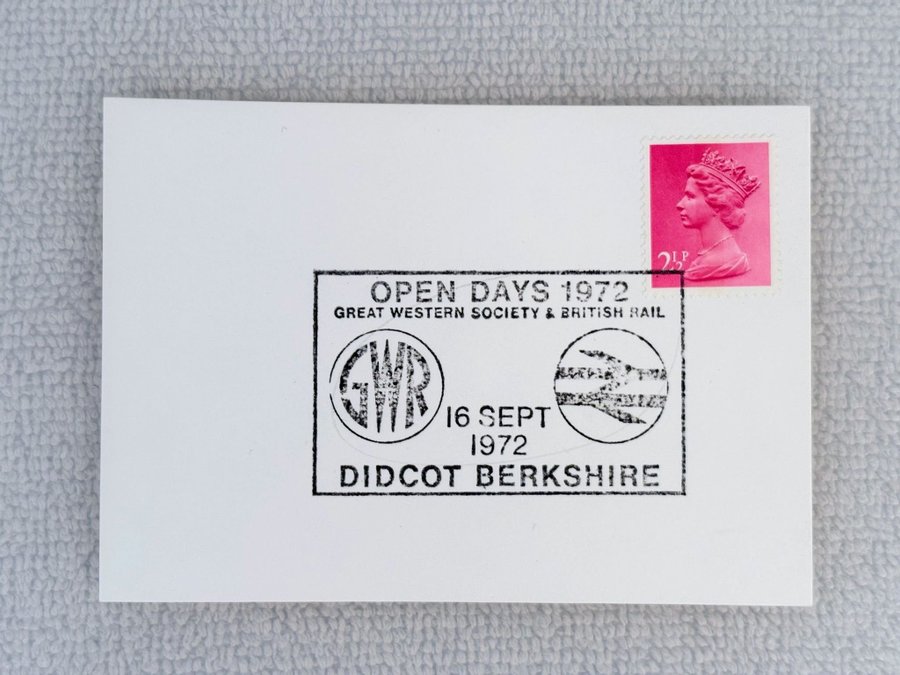 2½P
OPEN DAYS 1972
GREAT WESTERN SOCIETY & BRITISH RAIL
GWR
16 SEPT
1972
DIDCOT BERKSHIRE